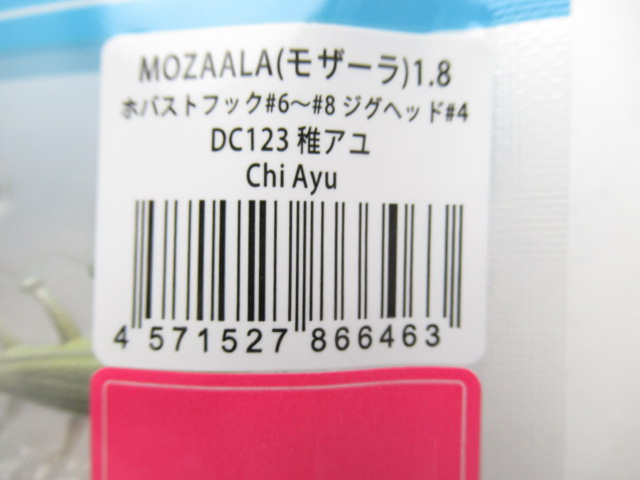 MOZAALA(モザーラ)1.8
ホバストフック#6～#8 ジグヘッド#4
DC123 稚アユ
Chi Ayu
4 571527 866463